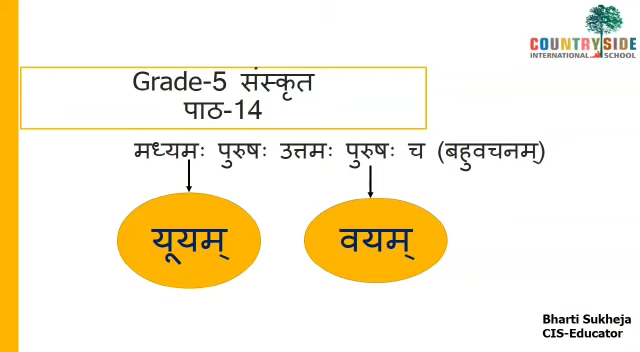 COUNTRYSIDE
INTERNATIONAL SCHOOL
Grade-5 संस्कृत
पाठ-14
मध्यमः पुरुषः उत्तमः पुरुषः च (बहुवचनम्)
यूयम् वयम्
Bharti Sukheja
CIS-Educator